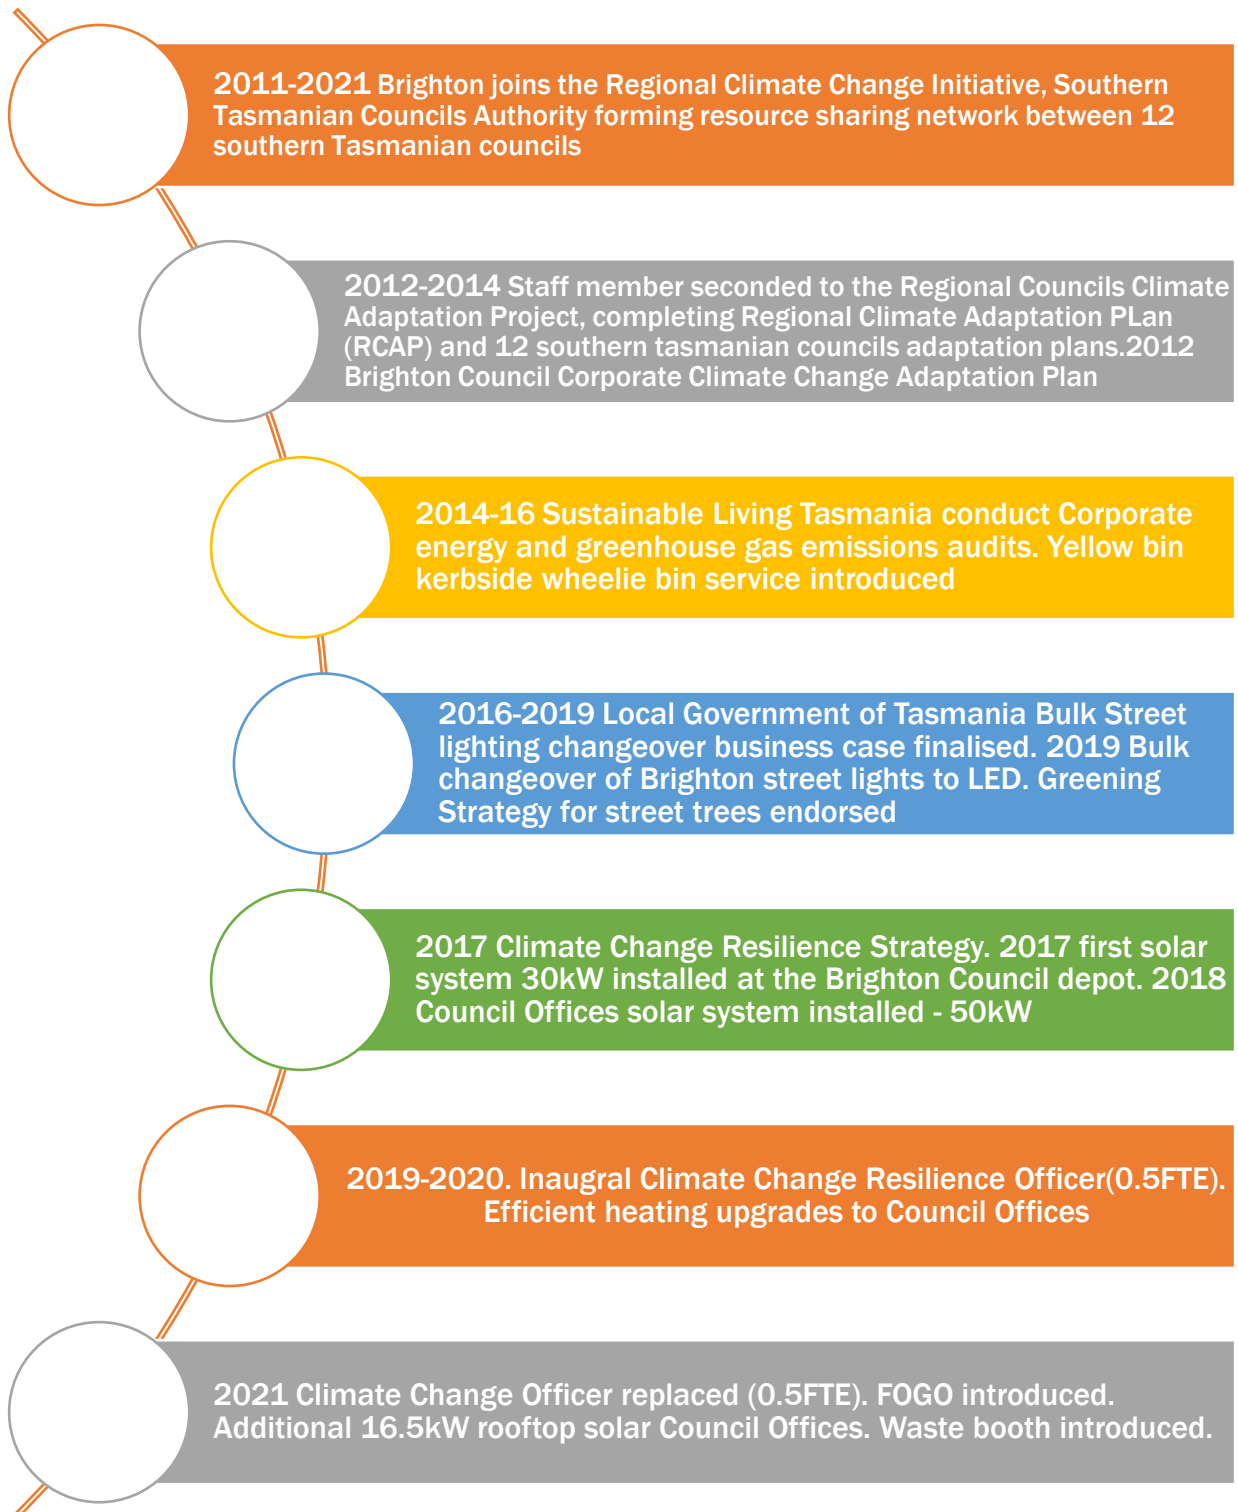 2011-2021 Brighton joins the Regional Climate Change Initiative, Southern
Tasmanian Councils Authority forming resource sharing network between 12
southern Tasmanian councils
2012-2014 Staff member seconded to the Regional Councils Climate
Adaptation Project, completing Regional Climate Adaptation PLan
(RCAP) and 12 southern tasmanian councils adaptation plans.2012
Brighton Council Corporate Climate Change Adaptation Plan
2014-16 Sustainable Living Tasmania conduct Corporate
energy and greenhouse gas emissions audits. Yellow bin
kerbside wheelie bin service introduced
2016-2019 Local Government of Tasmania Bulk Street
lighting changeover business case finalised. 2019 Bulk
changeover of Brighton street lights to LED. Greening
Strategy for street trees endorsed
2017 Climate Change Resilience Strategy. 2017 first solar
system 30kW installed at the Brighton Council depot. 2018
Council Offices solar system installed - 50kW
2019-2020. Inaugral Climate Change Resilience Officer(0.5FTE).
Efficient heating upgrades to Council Offices
2021 Climate Change Officer replaced (0.5FTE). FOGO introduced.
Additional 16.5kW rooftop solar Council Offices. Waste booth introduced.